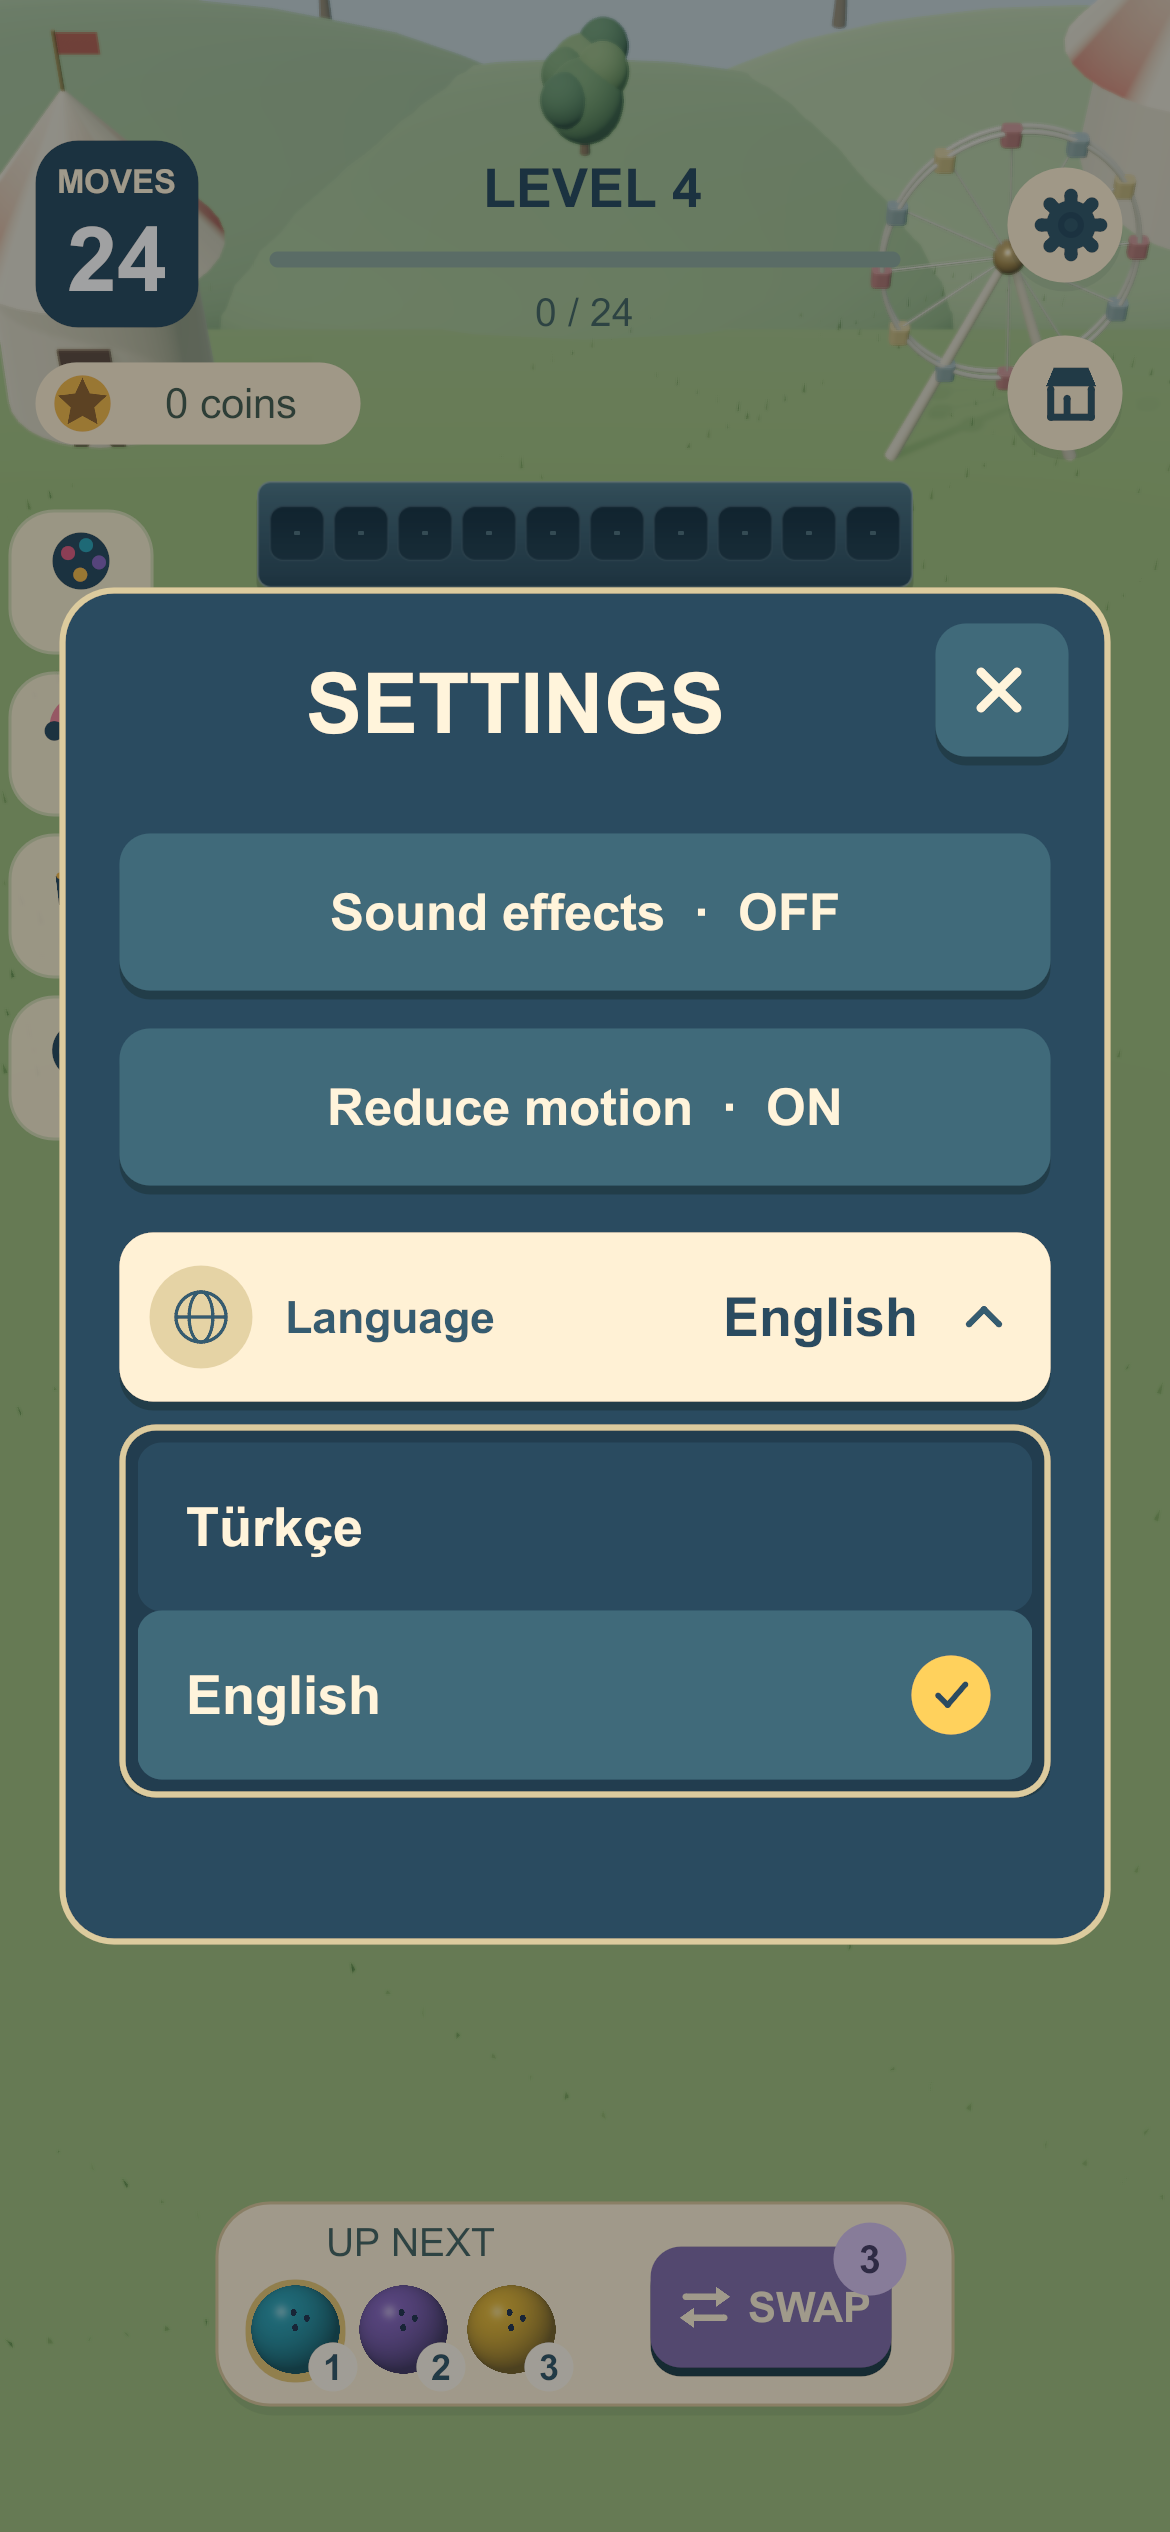 MOVES
24
LEVEL 4
0 / 24
0 coins
SETTINGS
Sound effects · OFF
Reduce motion · ON
Language
English
Türkçe
English
UP NEXT
1
2
3
3
SWAP